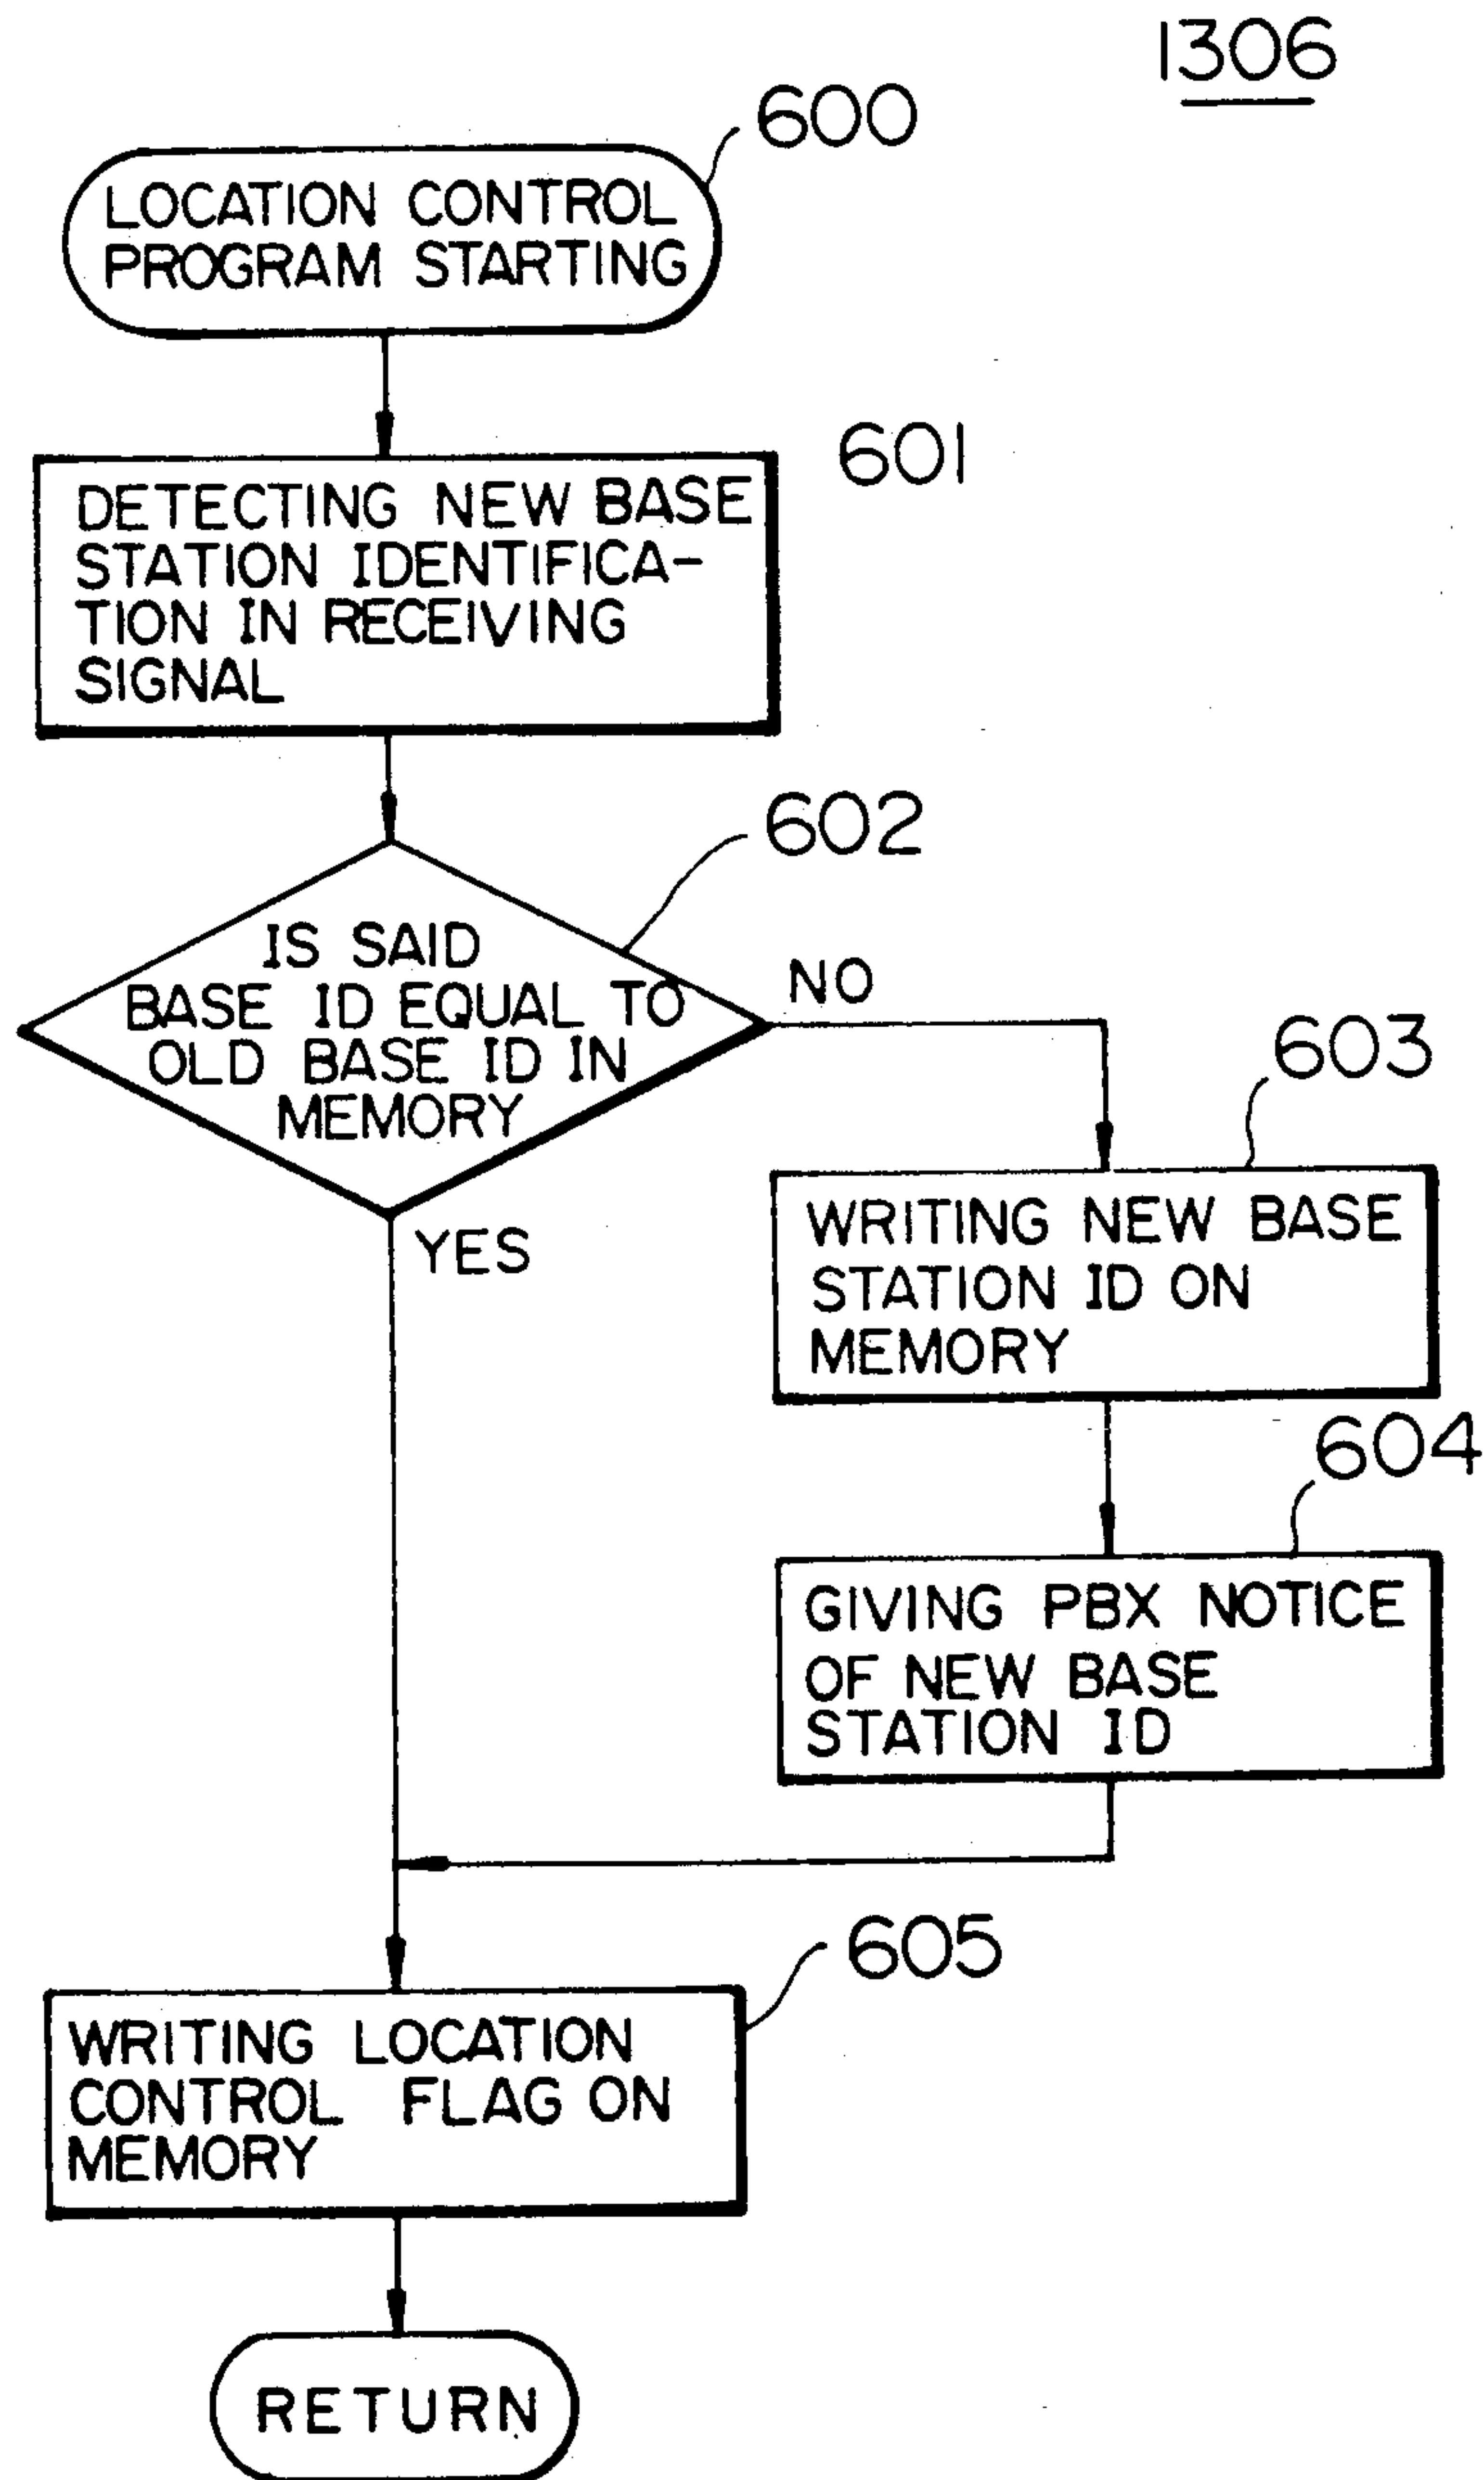 1306
600
LOCATION CONTROL
PROGRAM STARTING
601
DETECTING NEW BASE
STATION IDENTIFICA-
TION IN RECEIVING
SIGNAL
602
IS SAID
BASE ID EQUAL TO
OLD BASE ID IN
MEMORY
NO
YES
603
WRITING NEW BASE
STATION ID ON
MEMORY
604
GIVING PBX NOTICE
OF NEW BASE
STATION ID
605
WRITING LOCATION
CONTROL FLAG ON
MEMORY
RETURN